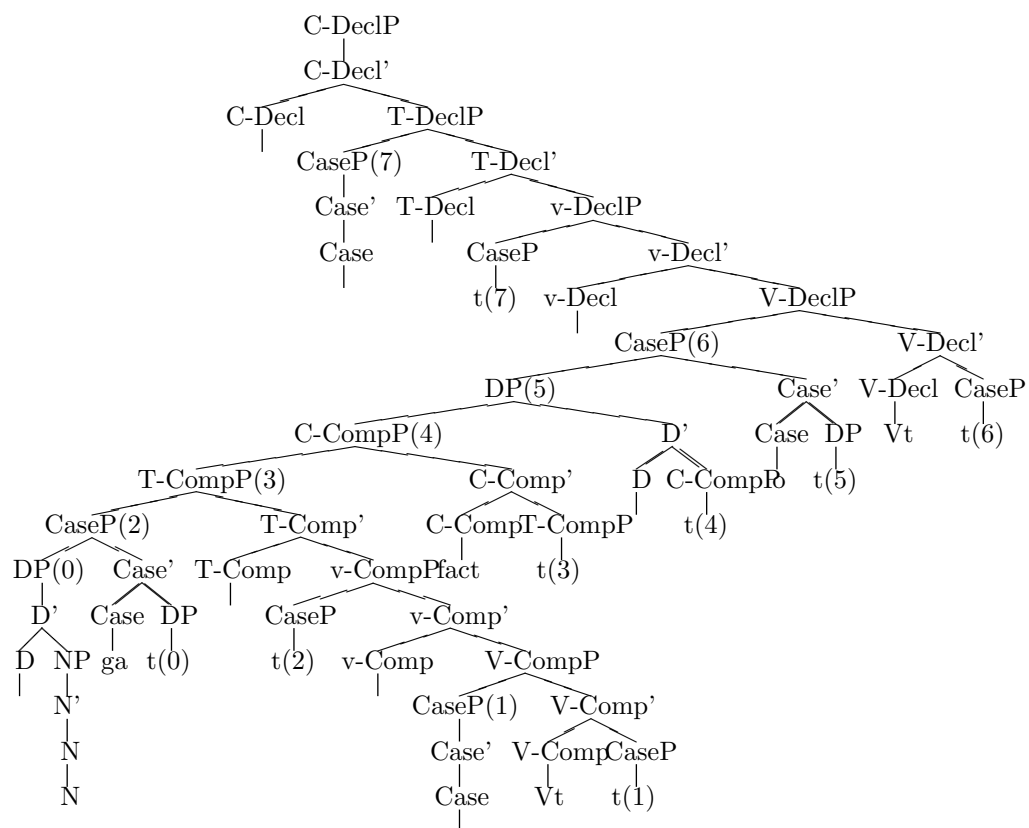 C-DeclP
C-Decl'
C-Decl T-DeclP
CaseP(7) T-Decl'
Case' T-Decl v-DeclP
Case CaseP v-Decl'
t(7) v-Decl V-DeclP
CaseP(6) V-Decl'
DP(5) Case' V-Decl CaseP
C-CompP(4) D' Case DP Vt t(6)
T-CompP(3) C-Comp' D C-CompP o t(5)
CaseP(2) T-Comp' C-Comp T-CompP t(4)
DP(0) Case' T-Comp v-CompP fact t(3)
D' Case DP CaseP v-Comp'
D NP ga t(0) t(2) v-Comp V-CompP
N' CaseP(1) V-Comp'
N Case' V-Comp CaseP
N Case Vt t(1)